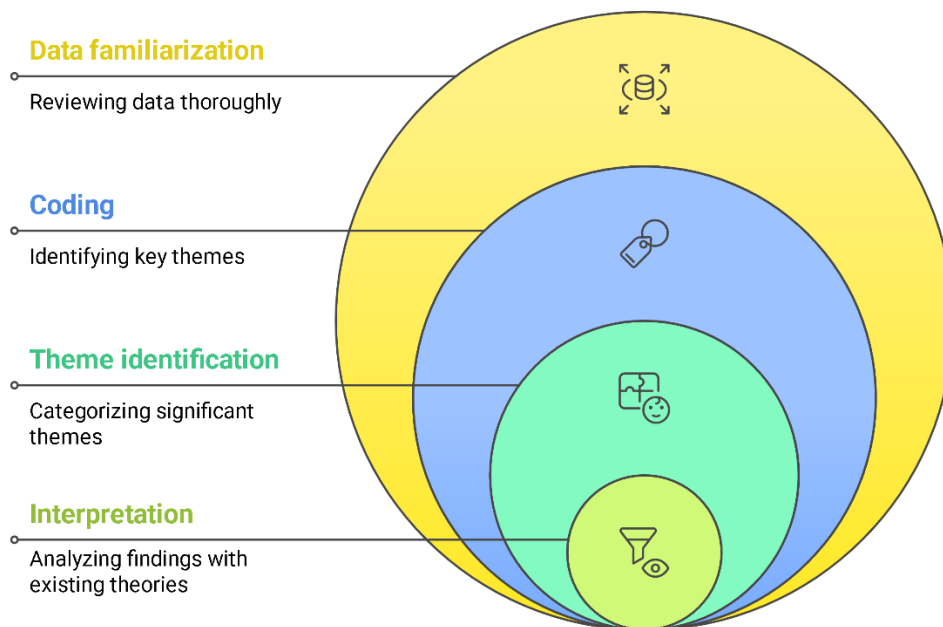 Data familiarization
Reviewing data thoroughly
Coding
Identifying key themes
Theme identification
Categorizing significant
themes
Interpretation
Analyzing findings with
existing theories